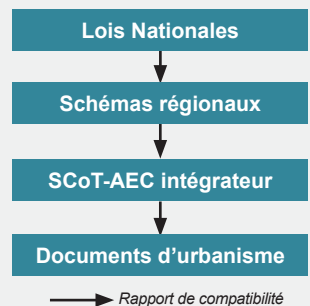 Lois Nationales
Schémas régionaux
SCoT-AEC intégrateur
Documents d'urbanisme
Rapport de compatibilité